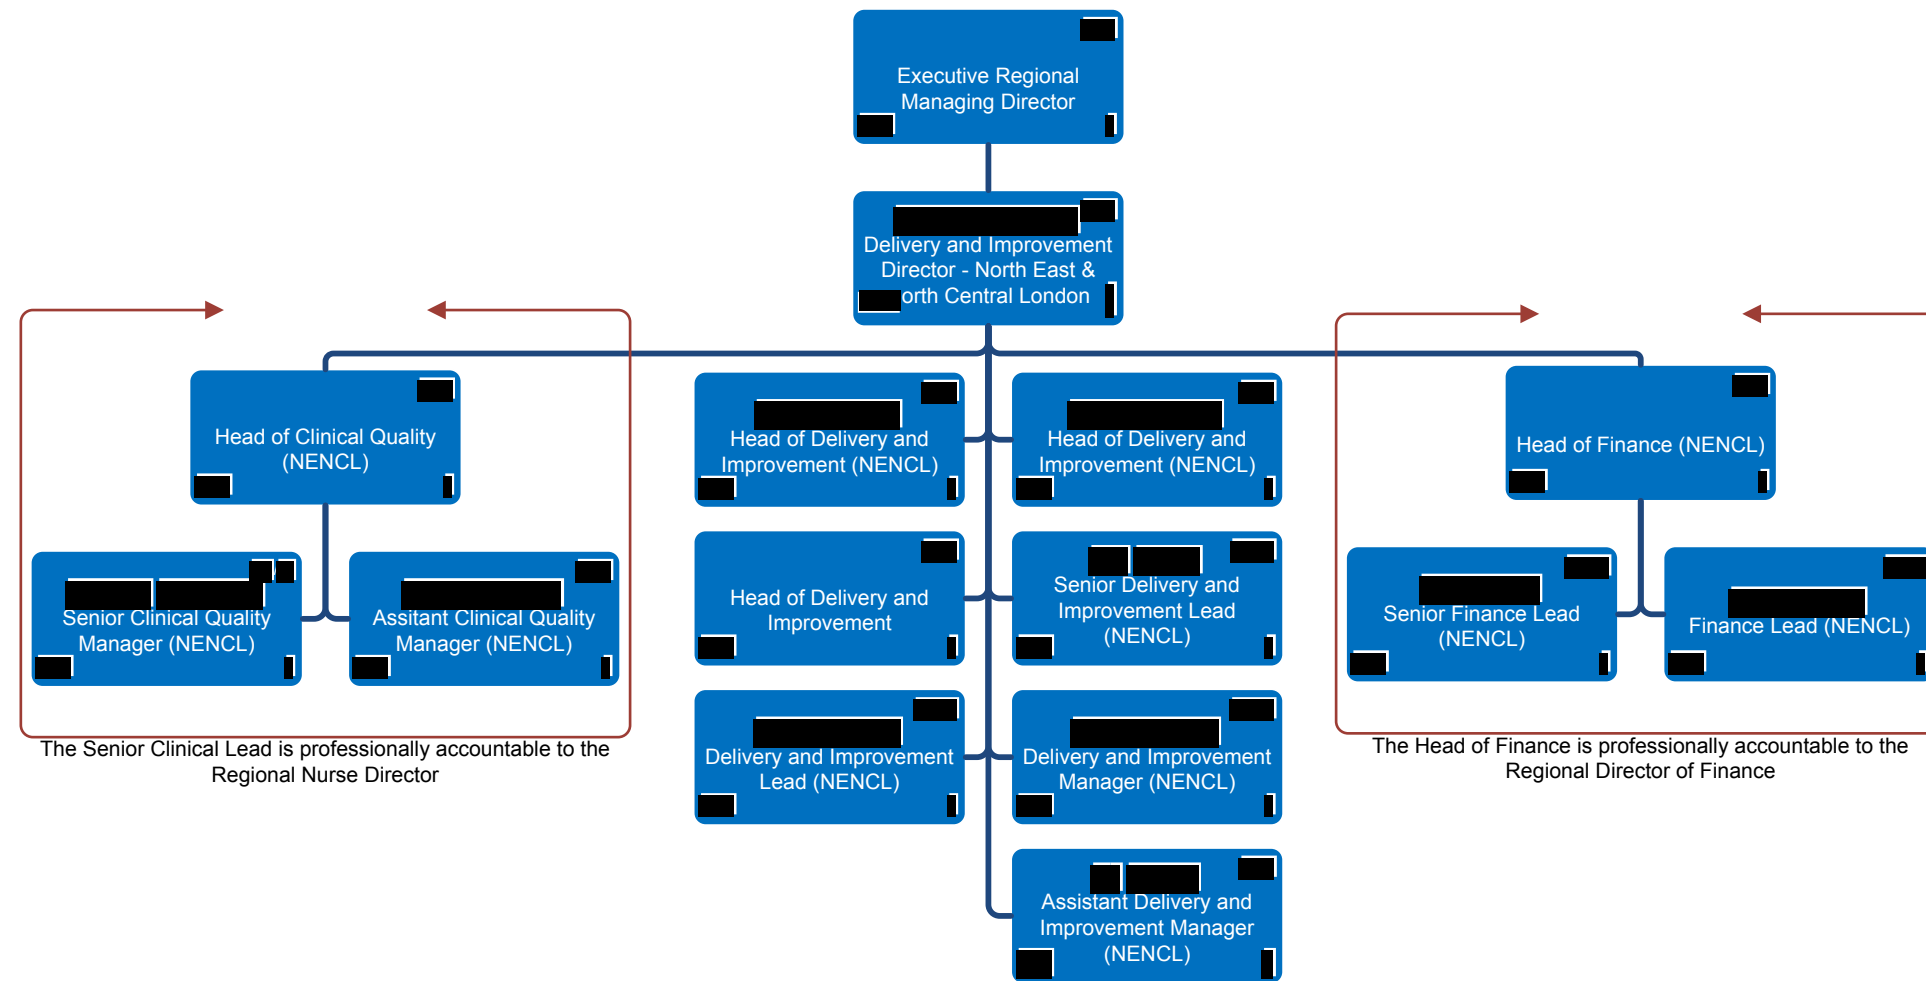 Executive Regional
Managing Director
Delivery and Improvement
Director - North East &
orth Central London
Head of Clinical Quality
(NENCL)
Head of Delivery and
Improvement (NENCL)
Head of Delivery and
Improvement (NENCL)
Head of Finance (NENCL)
Senior Clinical Quality
Manager (NENCL)
Assitant Clinical Quality
Manager (NENCL)
Head of Delivery and
Improvement
Senior Delivery and
Improvement Lead
(NENCL)
Senior Finance Lead
(NENCL)
Finance Lead (NENCL)
Delivery and Improvement
Lead (NENCL)
Delivery and Improvement
Manager (NENCL)
The Senior Clinical Lead is professionally accountable to the
Regional Nurse Director
The Head of Finance is professionally accountable to the
Regional Director of Finance
Assistant Delivery and
Improvement Manager
(NENCL)